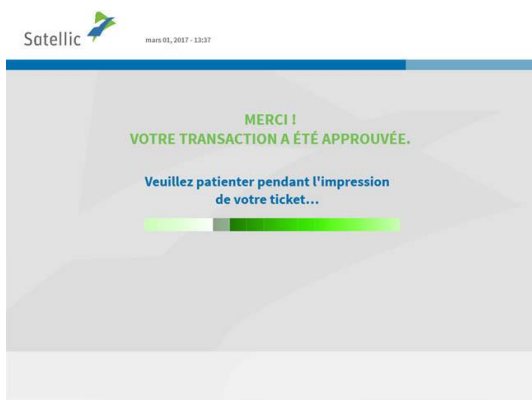 Satellic
mars 01, 2017 - 13:37
MERCI !
VOTRE TRANSACTION A ÉTÉ APPROUVÉE.
Veuillez patienter pendant l'impression
de votre ticket...